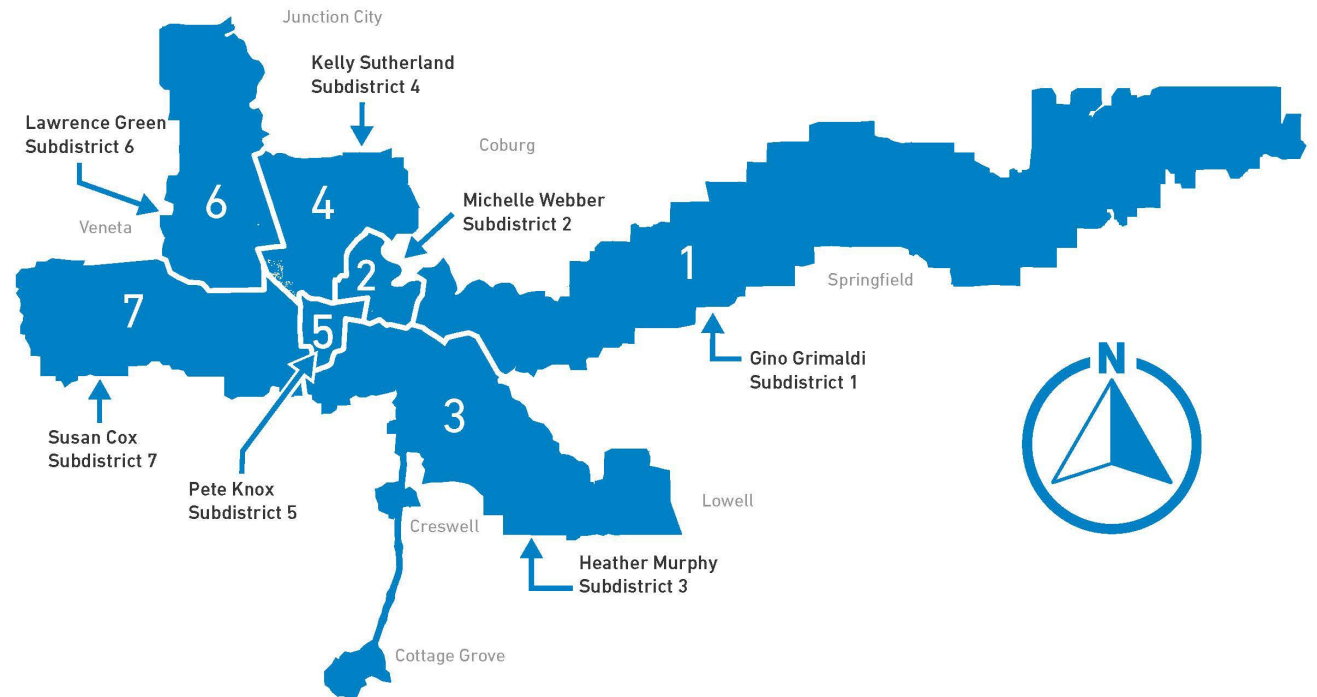 Junction City
Kelly Sutherland
Subdistrict 4
Lawrence Green
Subdistrict 6
Coburg
6
4
Michelle Webber
Subdistrict 2
Veneta
1
2
Springfield
7
5
Gino Grimaldi
Subdistrict 1
N
3
Susan Cox
Subdistrict 7
Pete Knox
Subdistrict 5
Lowell
Creswell
Heather Murphy
Subdistrict 3
Cottage Grove